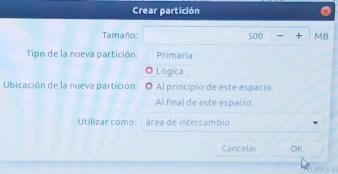 Crear partición
Tamaño: 500 − + MB
Tipo de la nueva partición: Primaria
Lógica
Ubicación de la nueva partición: Al principio de este espacio
Al final de este espacio
Utilizar como: área de intercambio
Cancelar OK